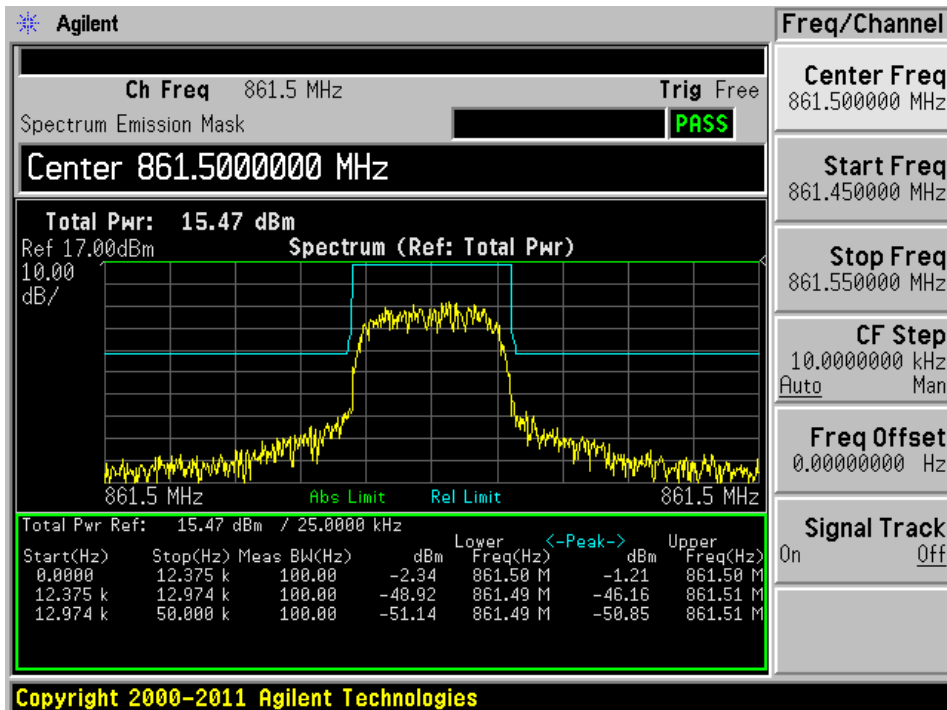 Agilent
Freq/Channel
Ch Freq 861.5 MHz Trig Free
Spectrum Emission Mask PASS
Center 861.5000000 MHz
Total Pwr: 15.47 dBm
Ref 17.00dBm Spectrum (Ref: Total Pwr)
10.00
dB/
861.5 MHz Abs Limit Rel Limit 861.5 MHz
Total Pwr Ref: 15.47 dBm / 25.0000 kHz
Lower <-Peak-> Upper
Start(Hz) Stop(Hz) Meas BW(Hz) dBm Freq(Hz) dBm Freq(Hz)
0.0000 12.375 k 100.00 -2.34 861.50 M -1.21 861.50 M
12.375 k 12.974 k 100.00 -48.92 861.49 M -46.16 861.51 M
12.974 k 50.000 k 100.00 -51.14 861.49 M -50.85 861.51 M
Center Freq
861.500000 MHz
Start Freq
861.450000 MHz
Stop Freq
861.550000 MHz
CF Step
10.0000000 kHz
Auto Man
Freq Offset
0.00000000 Hz
Signal Track
On Off
Copyright 2000-2011 Agilent Technologies